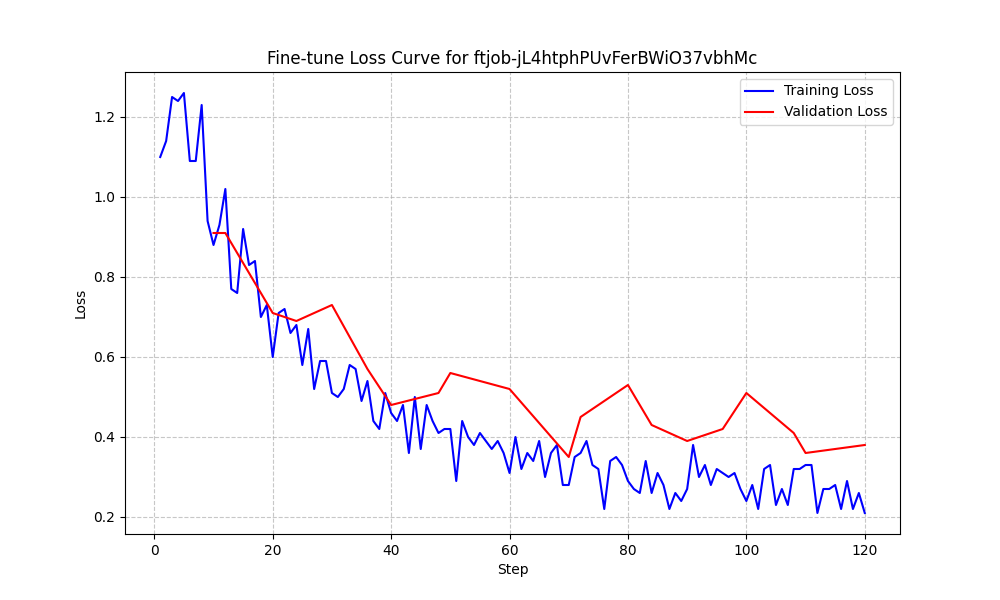 Fine-tune Loss Curve for ftjob-jL4htphPUvFerBWiO37vbhMc
Training Loss
Validation Loss
1.2
1.0
0.8
0.6
0.4
0.2
Loss
0 20 40 60 80 100 120
Step